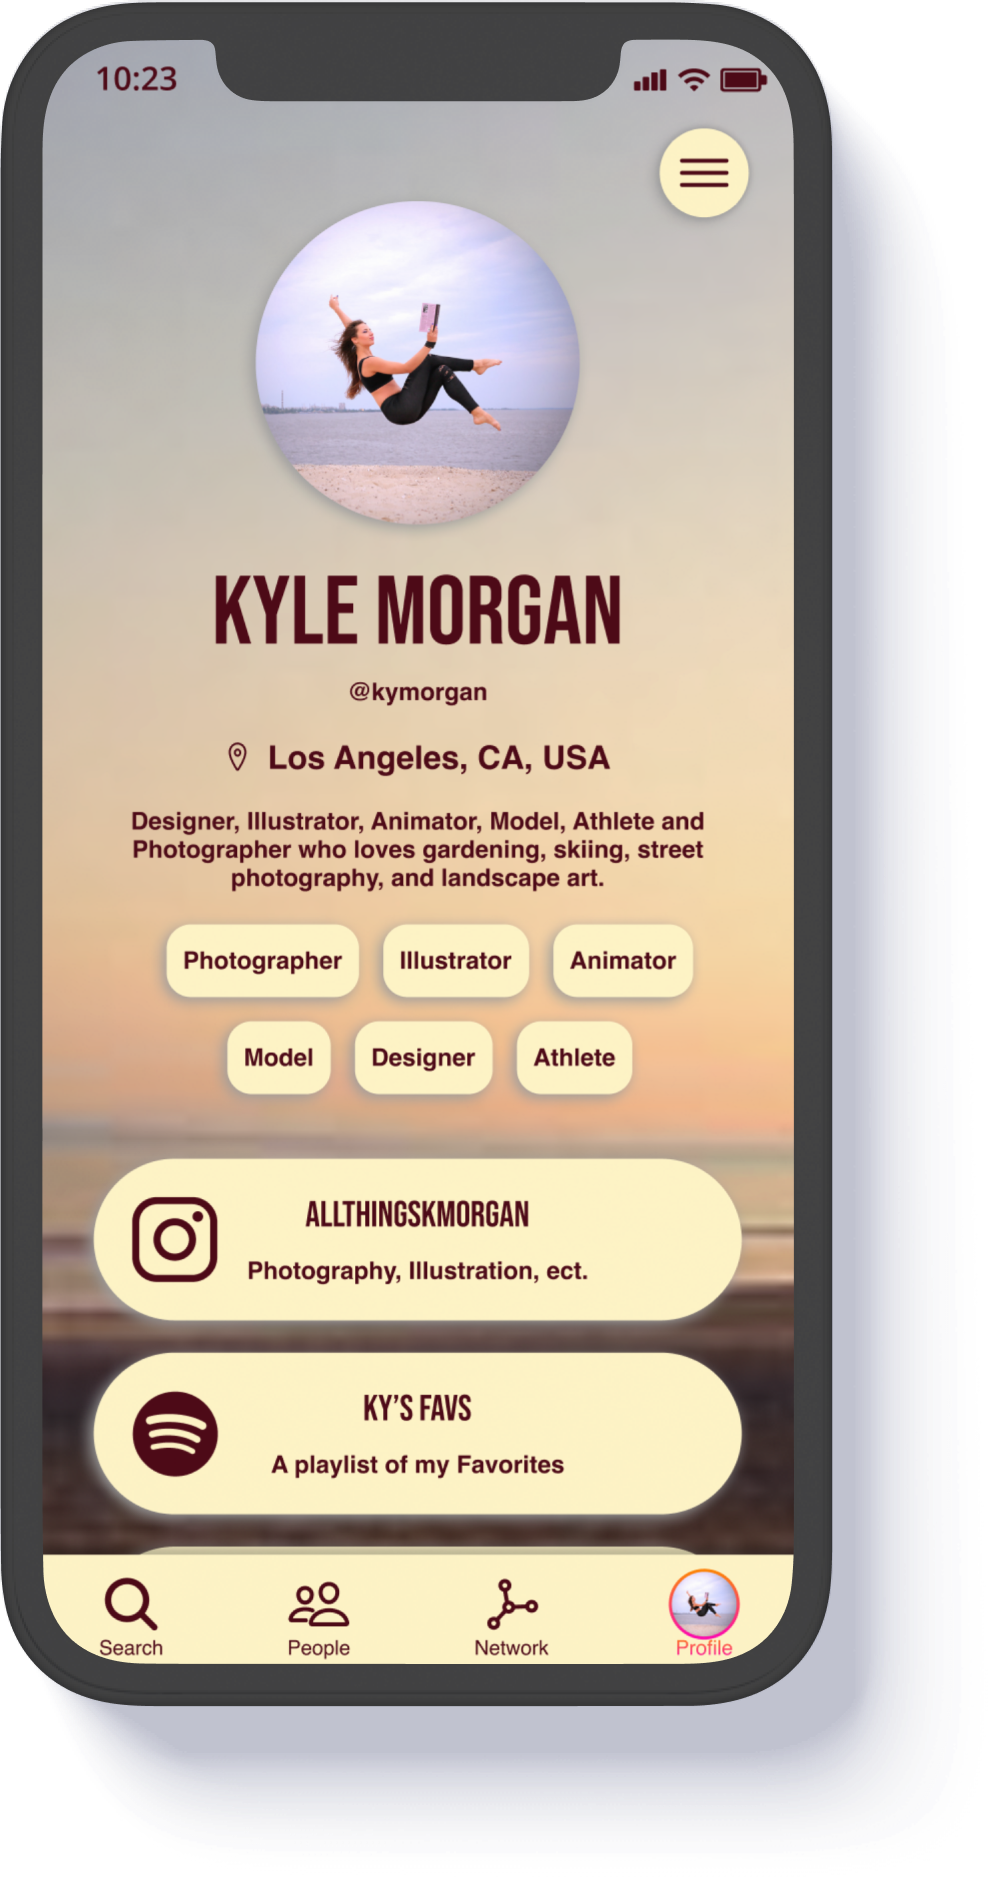 10:23
KYLE MORGAN
@kymorgan
Los Angeles, CA, USA
Designer, Illustrator, Animator, Model, Athlete and
Photographer who loves gardening, skiing, street
photography, and landscape art.
Photographer Illustrator Animator
Model Designer Athlete
ALLTHINGSKMORGAN
Photography, Illustration, ect.
KY'S FAVS
A playlist of my Favorites
Search People Network Profile